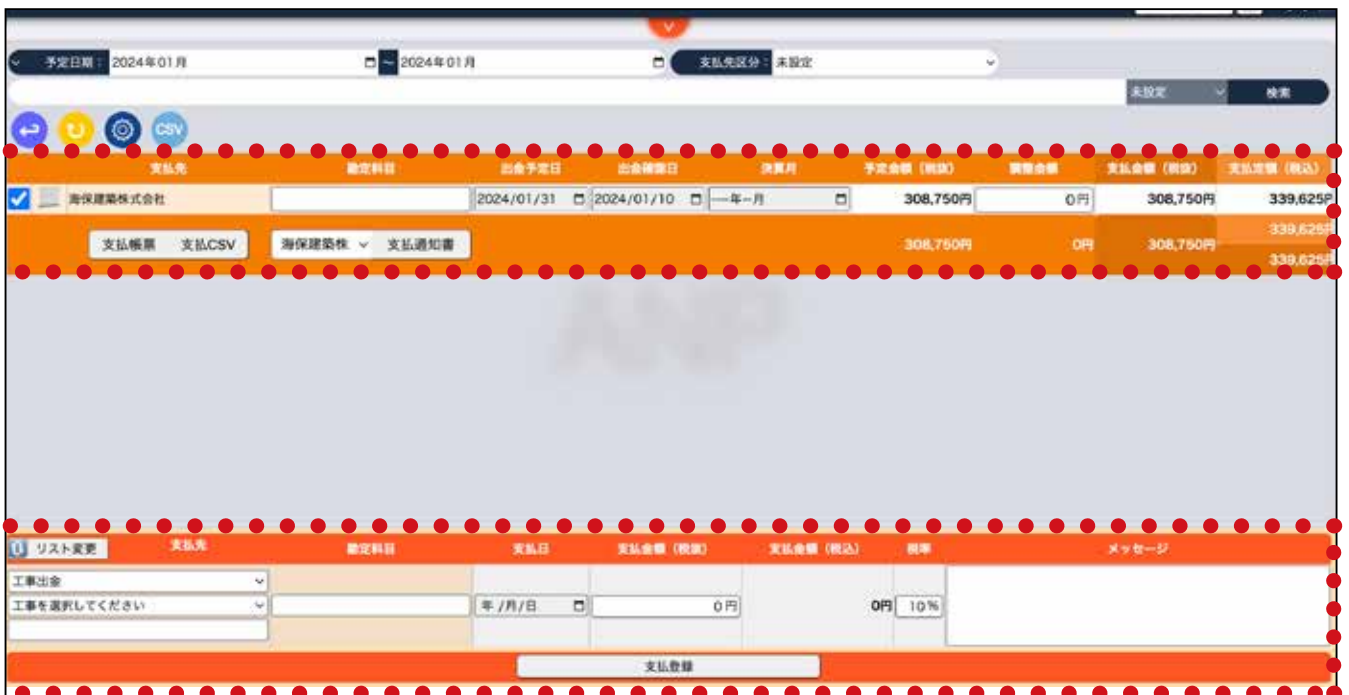 予定日期： 2024年01月 ～ 2024年01月 支払先区分： 未設定
未設定 検索
CSV
支払先 勘定科目 出金予定日 出金確認日 決算月 予定金額（税抜） 調整金額 支払金額（税抜） 支払定額（税込）
海保建築株式会社 2024/01/31 2024/01/10 ----年--月 308,750円 0円 308,750円 339,625円
支払帳票 支払CSV 海保建築株 支払通知書 308,750円 0円 308,750円 339,625円
339,625円
ANP
リスト変更 支払先 勘定科目 支払日 支払金額（税抜） 支払金額（税込） 税率 メッセージ
工事出金
工事を選択してください 年 /月/日 0円 0円 10%
支払登録